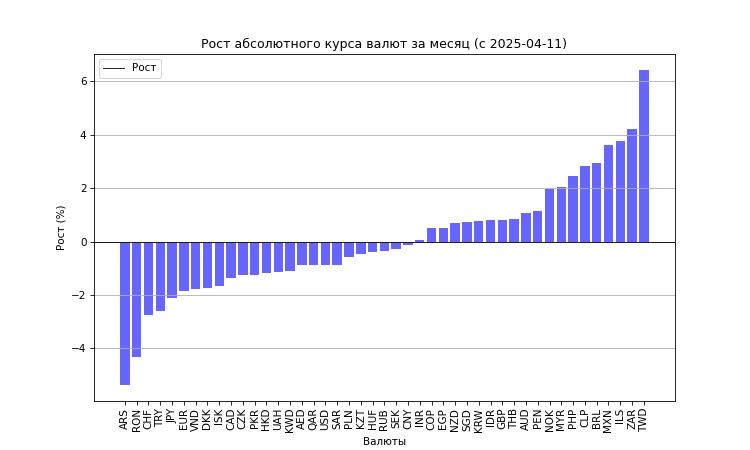 Рост абсолютного курса валют за месяц (с 2025-04-11)
Рост
Рост (%)
6
4
2
0
−2
−4
ARS RON CHF TRY JPY EUR VND DKK ISK CAD CZK PKR HKD UAH KWD AED QAR USD SAR PLN KZT HUF RUB SEK CNY INR COP EGP NZD SGD KRW IDR GBP THB AUD PEN NOK MYR PHP CLP BRL MXN ILS ZAR TWD
Валюты